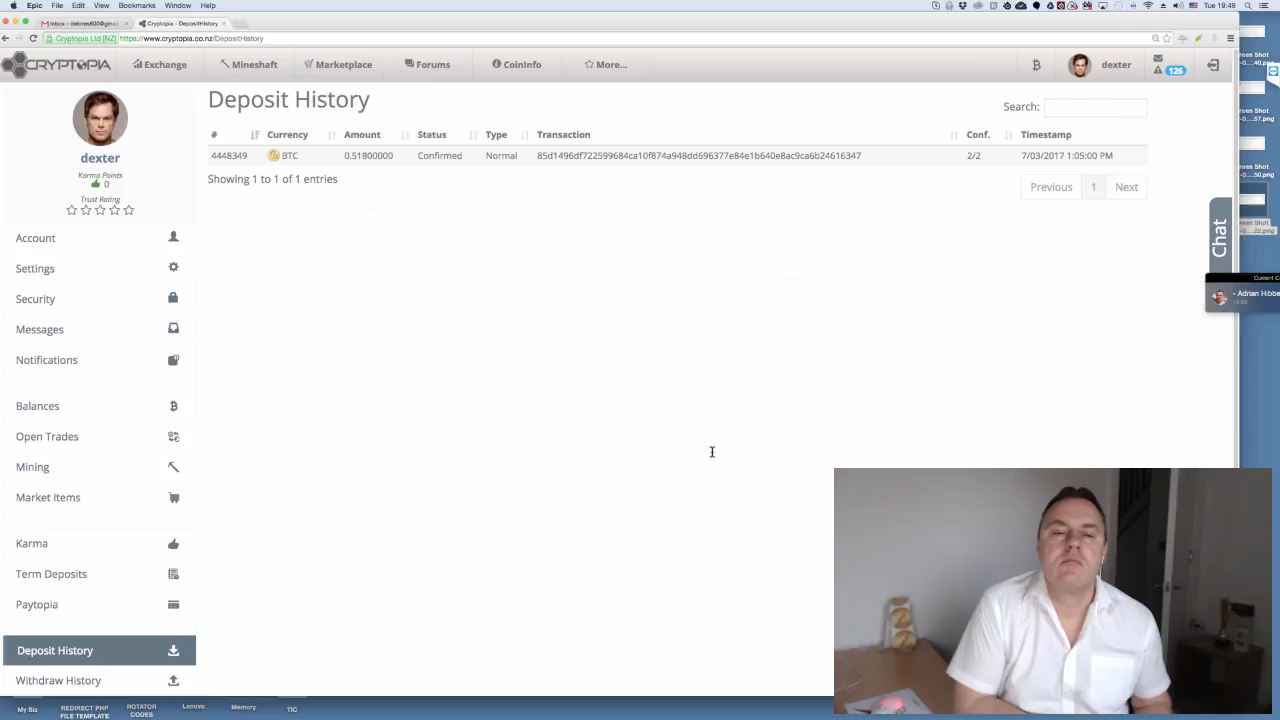 Epic File Edit View Bookmarks Window Help
Tue 19:49
Cryptopia - DepositHistory
Cryptopia Ltd [NZ] https://www.cryptopia.co.nz/DepositHistory
CRYPTOPIA Exchange Mineshaft Marketplace Forums CoinInfo More... dexter 126
Deposit History
Search:
# Currency Amount Status Type Transaction Conf. Timestamp
4448349 BTC 0.51800000 Confirmed Normal 85d1496df722599684ca10f874a948dd696377e84e1b640e8ac9ca6b24616347 2/2 7/03/2017 1:05:00 PM
Showing 1 to 1 of 1 entries
Previous 1 Next
dexter
Karma Points
0
Trust Rating
Account
Settings
Security
Messages
Notifications
Balances
Open Trades
Mining
Market Items
Karma
Term Deposits
Paytopia
Deposit History
Withdraw History
Chat
- Adrian Hibbe
My Biz
REDIRECT PHP
FILE TEMPLATE
ROTATOR
CODES
Lenovo
Memory
TIC